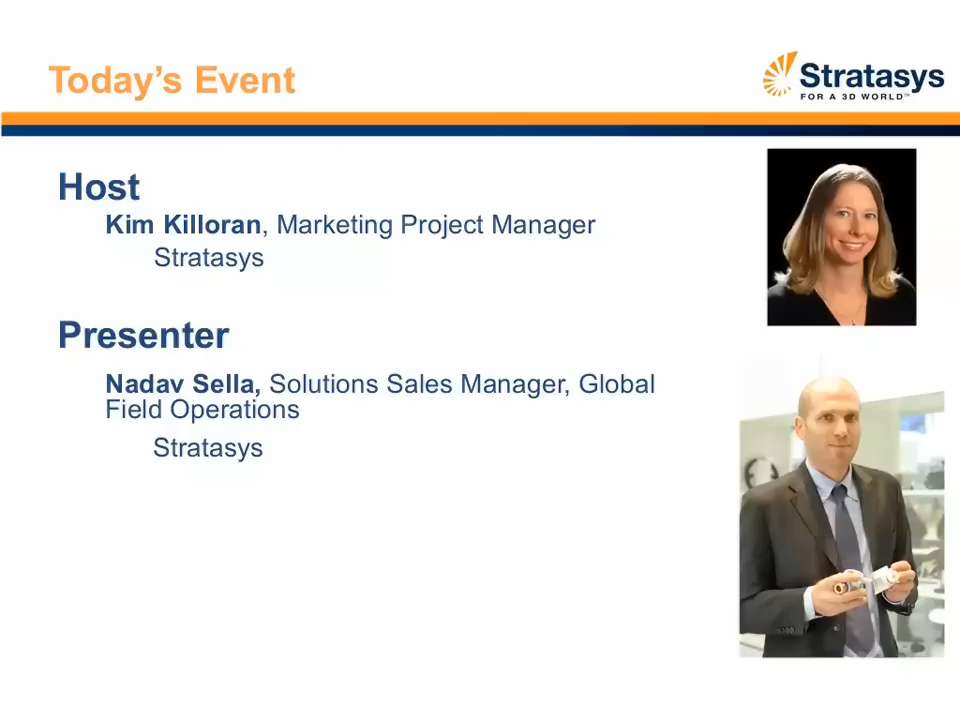 Today's Event
Stratasys
FOR A 3D WORLD™
Host
Kim Killoran, Marketing Project Manager
Stratasys
Presenter
Nadav Sella, Solutions Sales Manager, Global
Field Operations
Stratasys